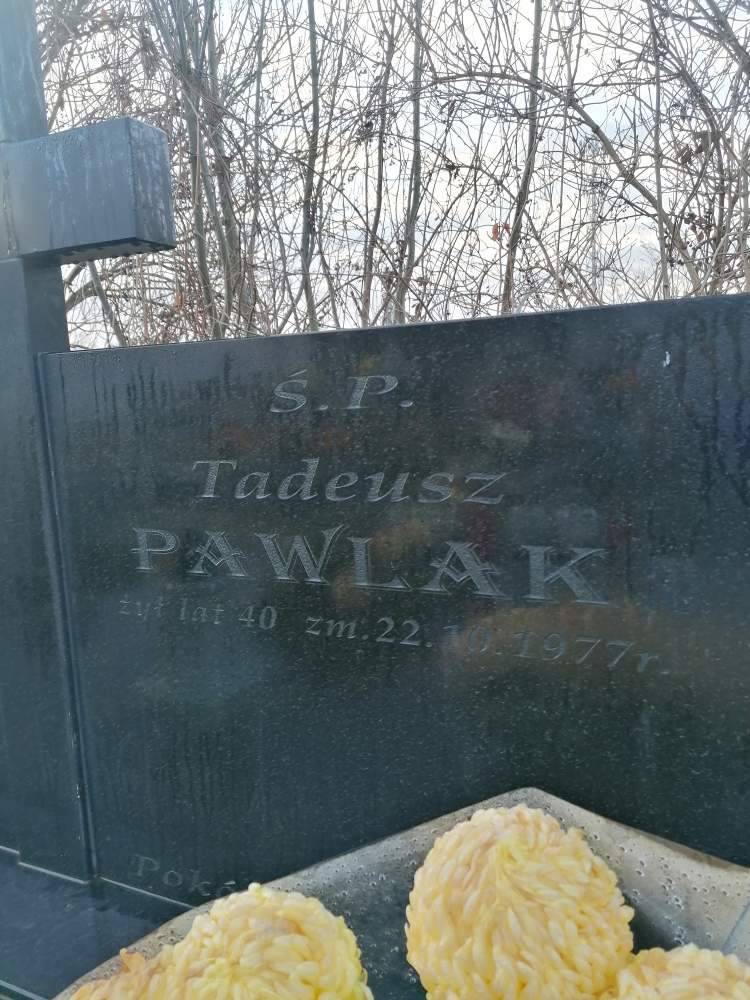 Ś.P.
Tadeusz
PAWLAK
żył lat 40 zm. 22.10.1977r.